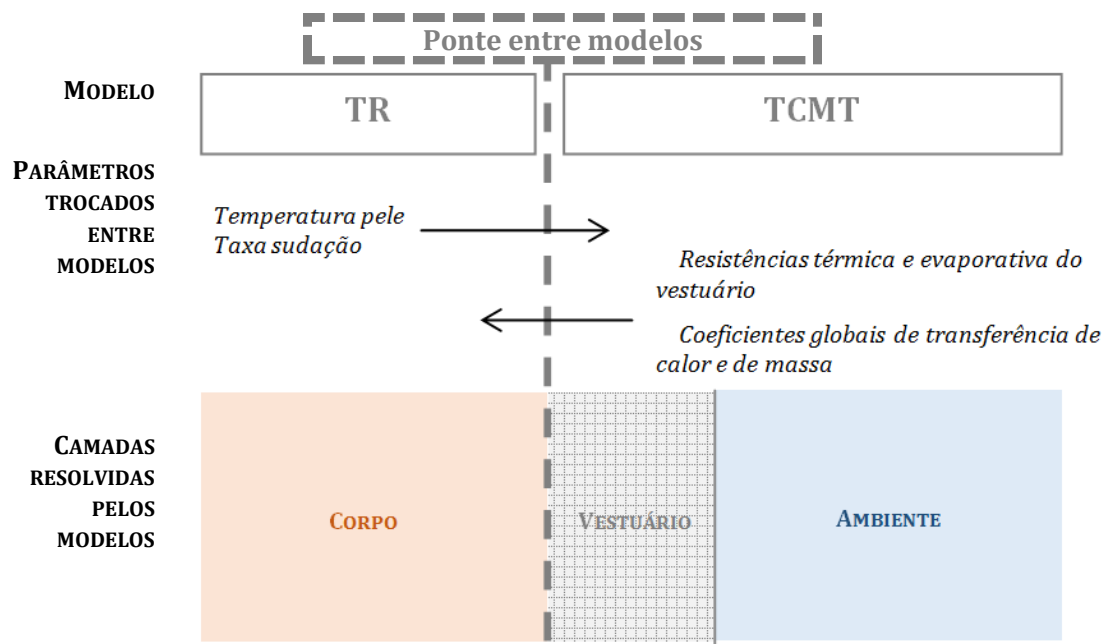 Ponte entre modelos
MODELO
TR
TCMT
PARÂMETROS
TROCADOS
ENTRE
MODELOS
Temperatura pele
Taxa sudação
Resistências térmica e evaporativa do
vestuário
Coeficientes globais de transferência de
calor e de massa
CAMADAS
RESOLVIDAS
PELOS
MODELOS
CORPO
VESTUÁRIO
AMBIENTE